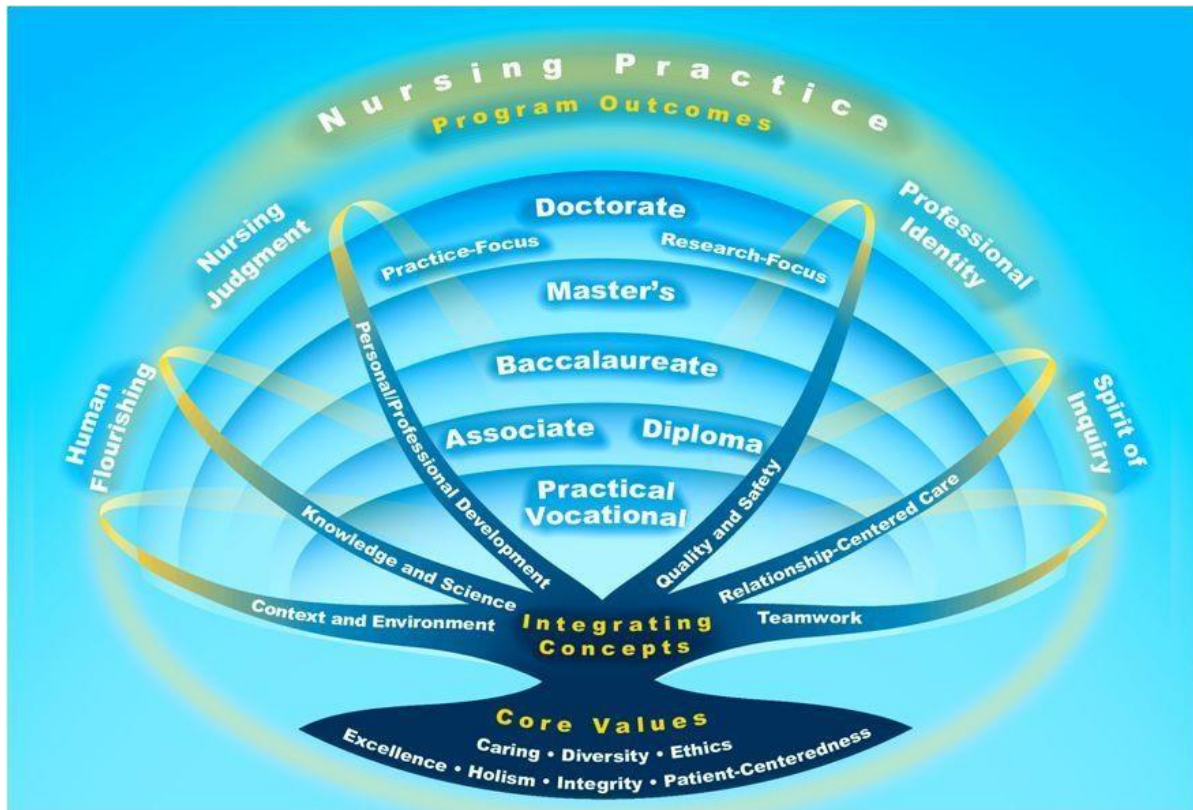 Nursing Practice
Program Outcomes
Nursing
Judgment
Professional
Identity
Human
Flourishing
Spirit of
Inquiry
Doctorate
Practice-Focus
Research-Focus
Master's
Baccalaureate
Associate
Diploma
Practical
Vocational
Personal/Professional Development
Quality and Safety
Knowledge and Science
Relationship-Centered Care
Context and Environment
Teamwork
Integrating
Concepts
Core Values
Caring • Diversity • Ethics
Excellence • Holism • Integrity • Patient-Centeredness